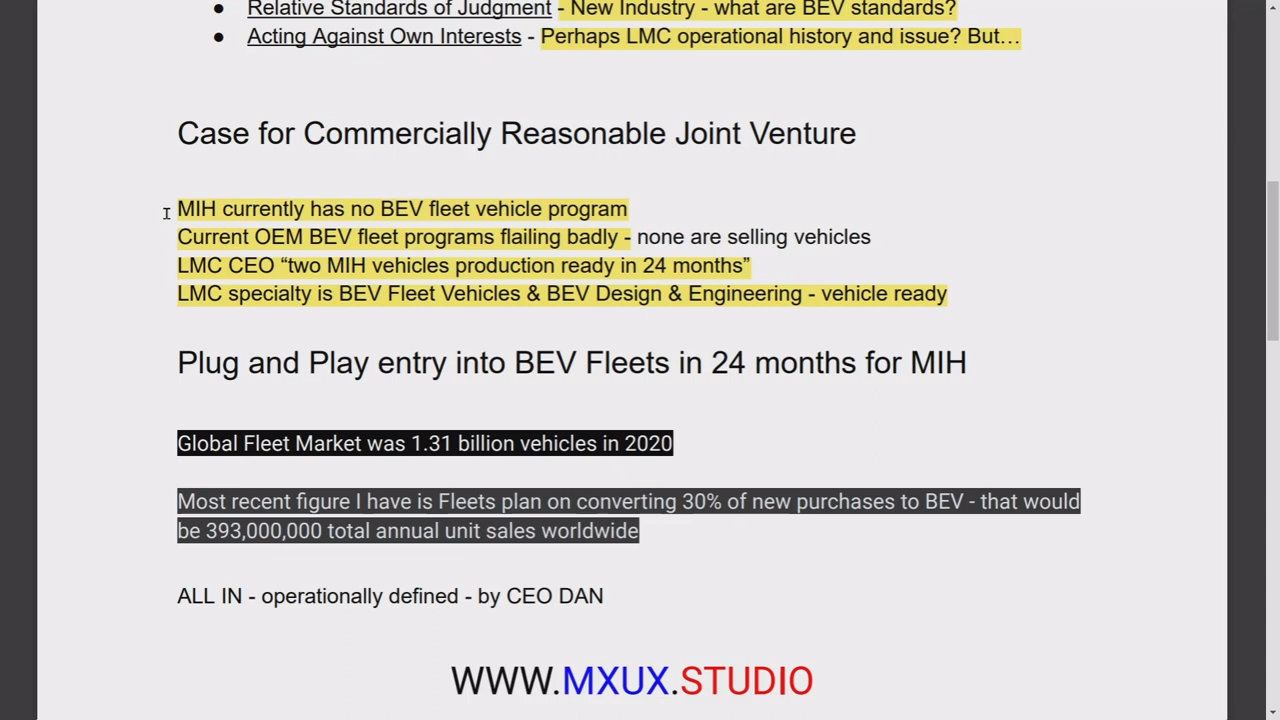 ● Relative Standards of Judgment - New Industry - what are BEV standards?
● Acting Against Own Interests - Perhaps LMC operational history and issue? But…
Case for Commercially Reasonable Joint Venture
MIH currently has no BEV fleet vehicle program
Current OEM BEV fleet programs flailing badly - none are selling vehicles
LMC CEO “two MIH vehicles production ready in 24 months”
LMC specialty is BEV Fleet Vehicles & BEV Design & Engineering - vehicle ready
Plug and Play entry into BEV Fleets in 24 months for MIH
Global Fleet Market was 1.31 billion vehicles in 2020
Most recent figure I have is Fleets plan on converting 30% of new purchases to BEV - that would
be 393,000,000 total annual unit sales worldwide
ALL IN - operationally defined - by CEO DAN
WWW.MXUX.STUDIO